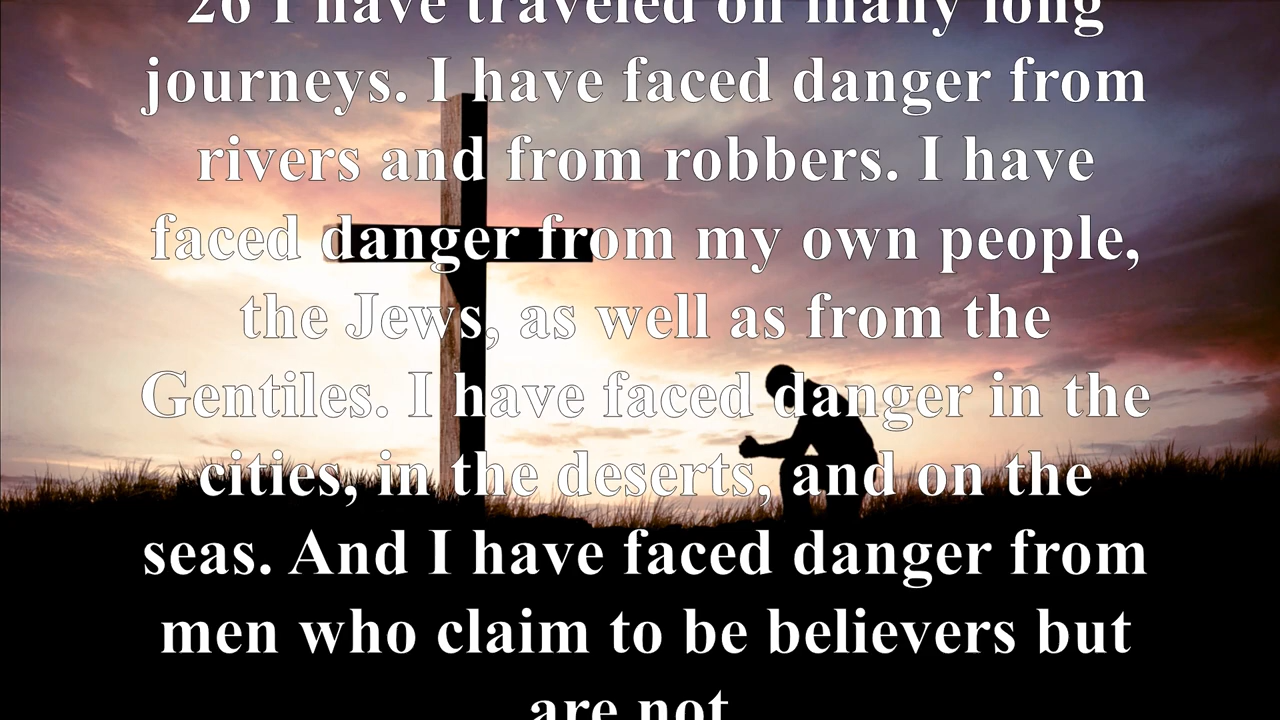 26 I have traveled on many long
journeys. I have faced danger from
rivers and from robbers. I have
faced danger from my own people,
the Jews, as well as from the
Gentiles. I have faced danger in the
cities, in the deserts, and on the
seas. And I have faced danger from
men who claim to be believers but
are not